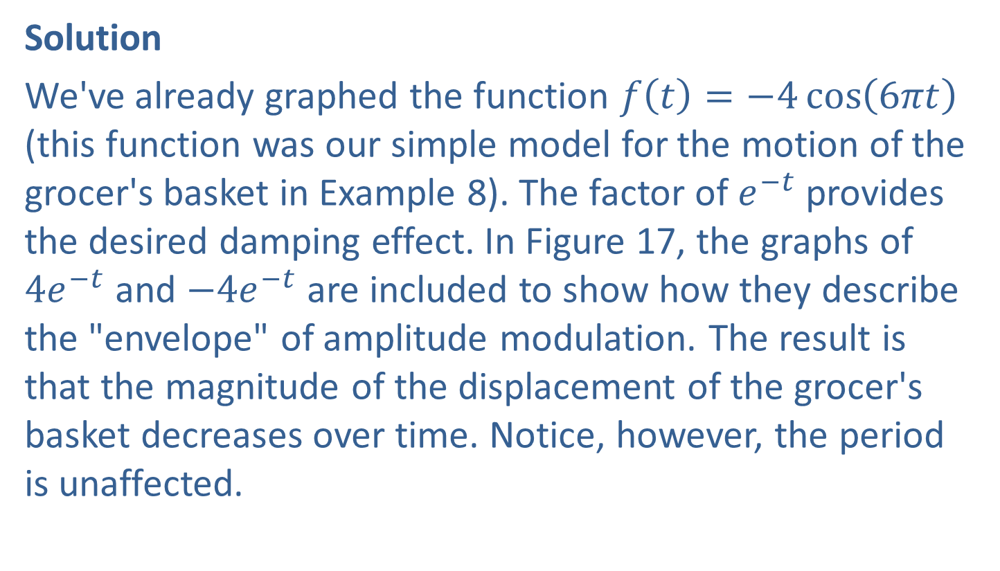 Solution
We've already graphed the function f(t) = −4 cos(6πt)
(this function was our simple model for the motion of the
grocer's basket in Example 8). The factor of e⁻ᵗ provides
the desired damping effect. In Figure 17, the graphs of
4e⁻ᵗ and −4e⁻ᵗ are included to show how they describe
the "envelope" of amplitude modulation. The result is
that the magnitude of the displacement of the grocer's
basket decreases over time. Notice, however, the period
is unaffected.